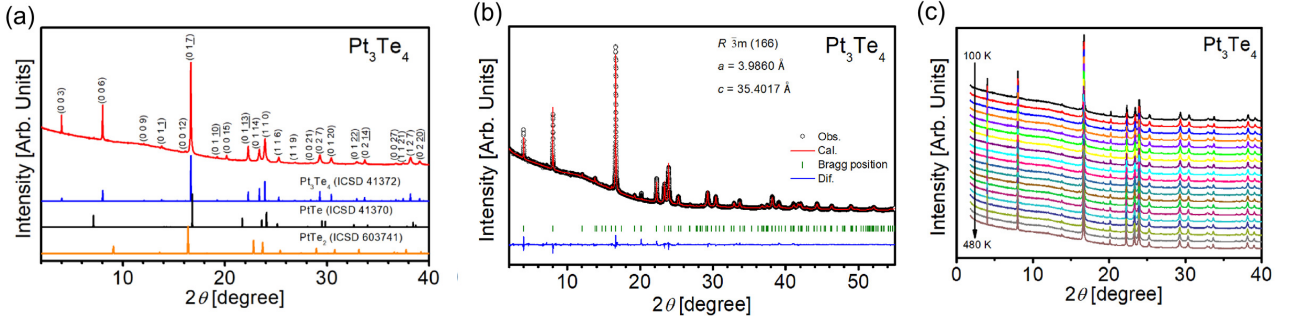 (a)
Pt3Te4
Intensity [Arb. Units]
(0 0 3)
(0 0 6)
(0 0 9)
(0 1 1)
(0 0 12)
(0 1 7)
(0 1 10)
(0 0 15)
(0 1 13)
(0 1 14)
(1 1 0)
(1 1 6)
(1 1 9)
(0 0 21)
(0 2 7)
(0 1 20)
(0 1 22)
(0 2 14)
(0 0 27)
(1 1 21)
(1 2 7)
(0 2 20)
Pt3Te4 (ICSD 41372)
PtTe (ICSD 41370)
PtTe2 (ICSD 603741)
10 20 30 40
2θ [degree]
(b)
R 3̅m (166)
a = 3.9860 Å
c = 35.4017 Å
Pt3Te4
Intensity [Arb. Units]
Obs.
Cal.
Bragg position
Dif.
10 20 30 40 50
2θ [degree]
(c)
Pt3Te4
Intensity [Arb. Units]
100 K
480 K
0 10 20 30 40
2θ [degree]